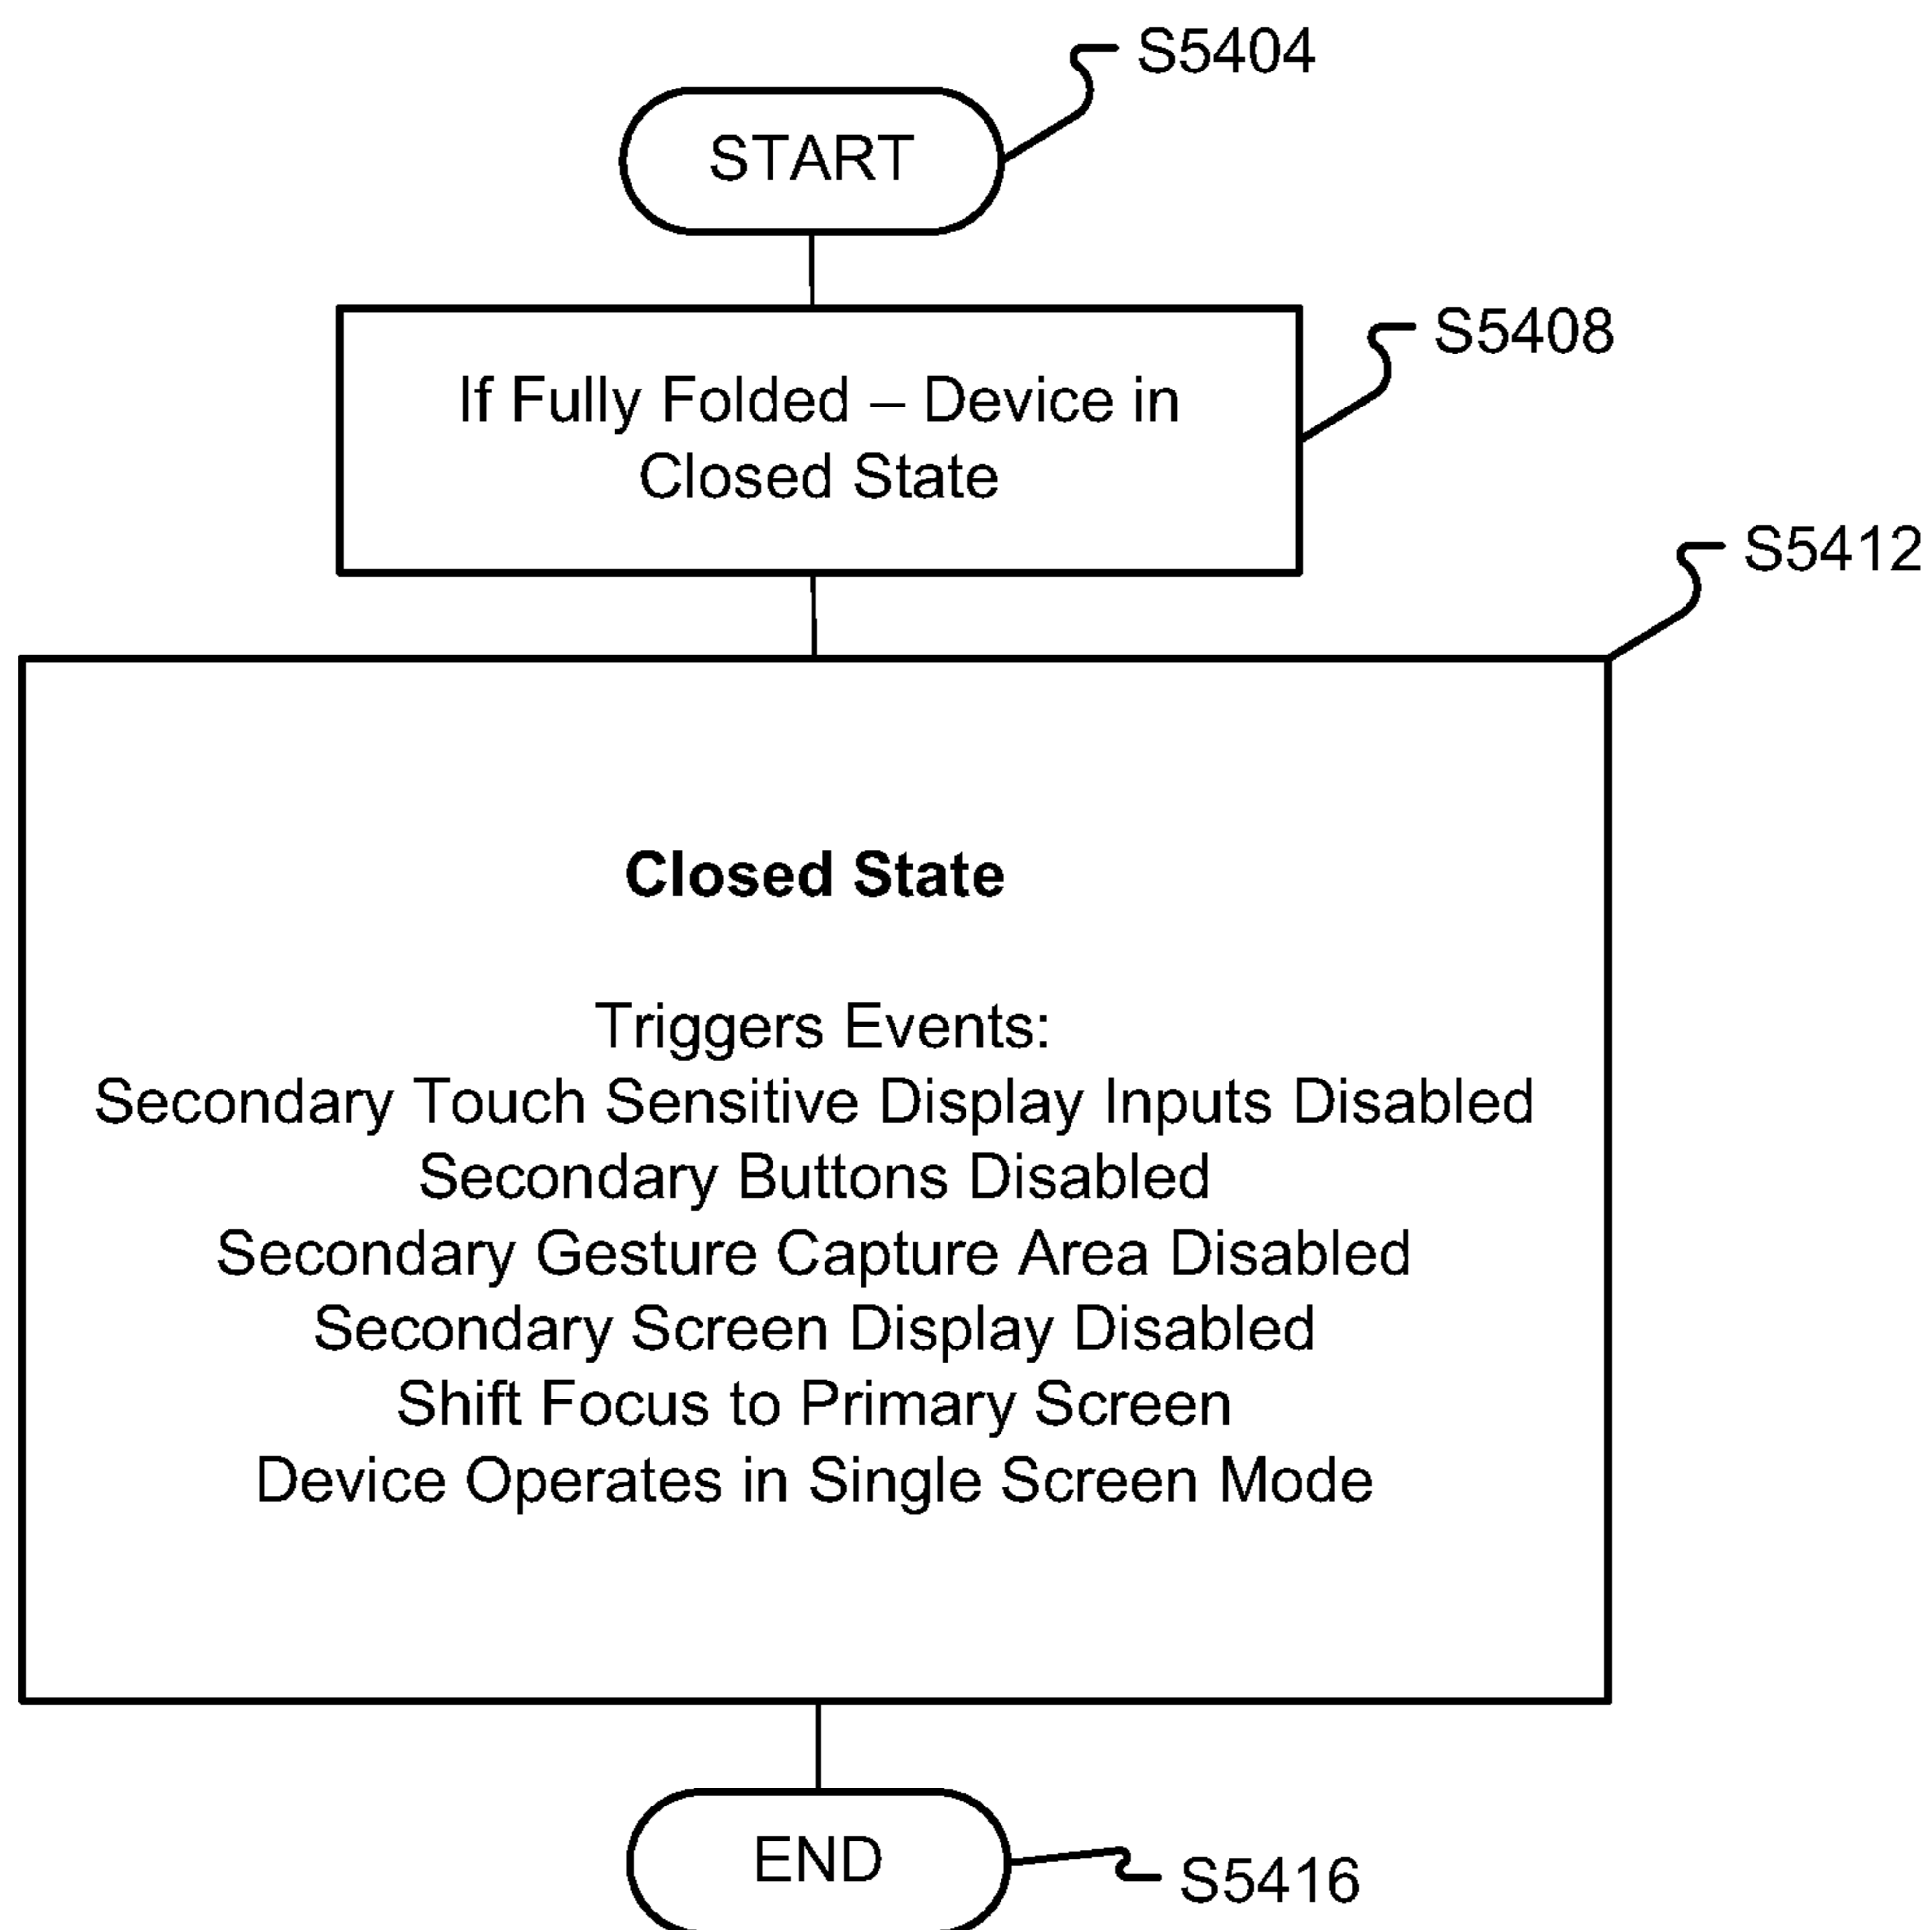 S5404
START
S5408
If Fully Folded – Device in
Closed State
S5412
Closed State
Triggers Events:
Secondary Touch Sensitive Display Inputs Disabled
Secondary Buttons Disabled
Secondary Gesture Capture Area Disabled
Secondary Screen Display Disabled
Shift Focus to Primary Screen
Device Operates in Single Screen Mode
END
S5416